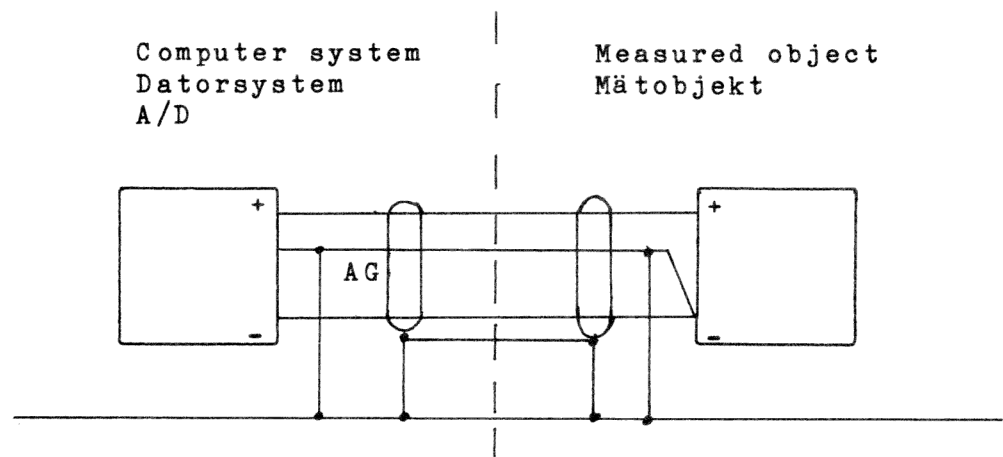 Computer system
Datorsystem
A/D
Measured object
Mätobjekt
+
+
AG
-
-